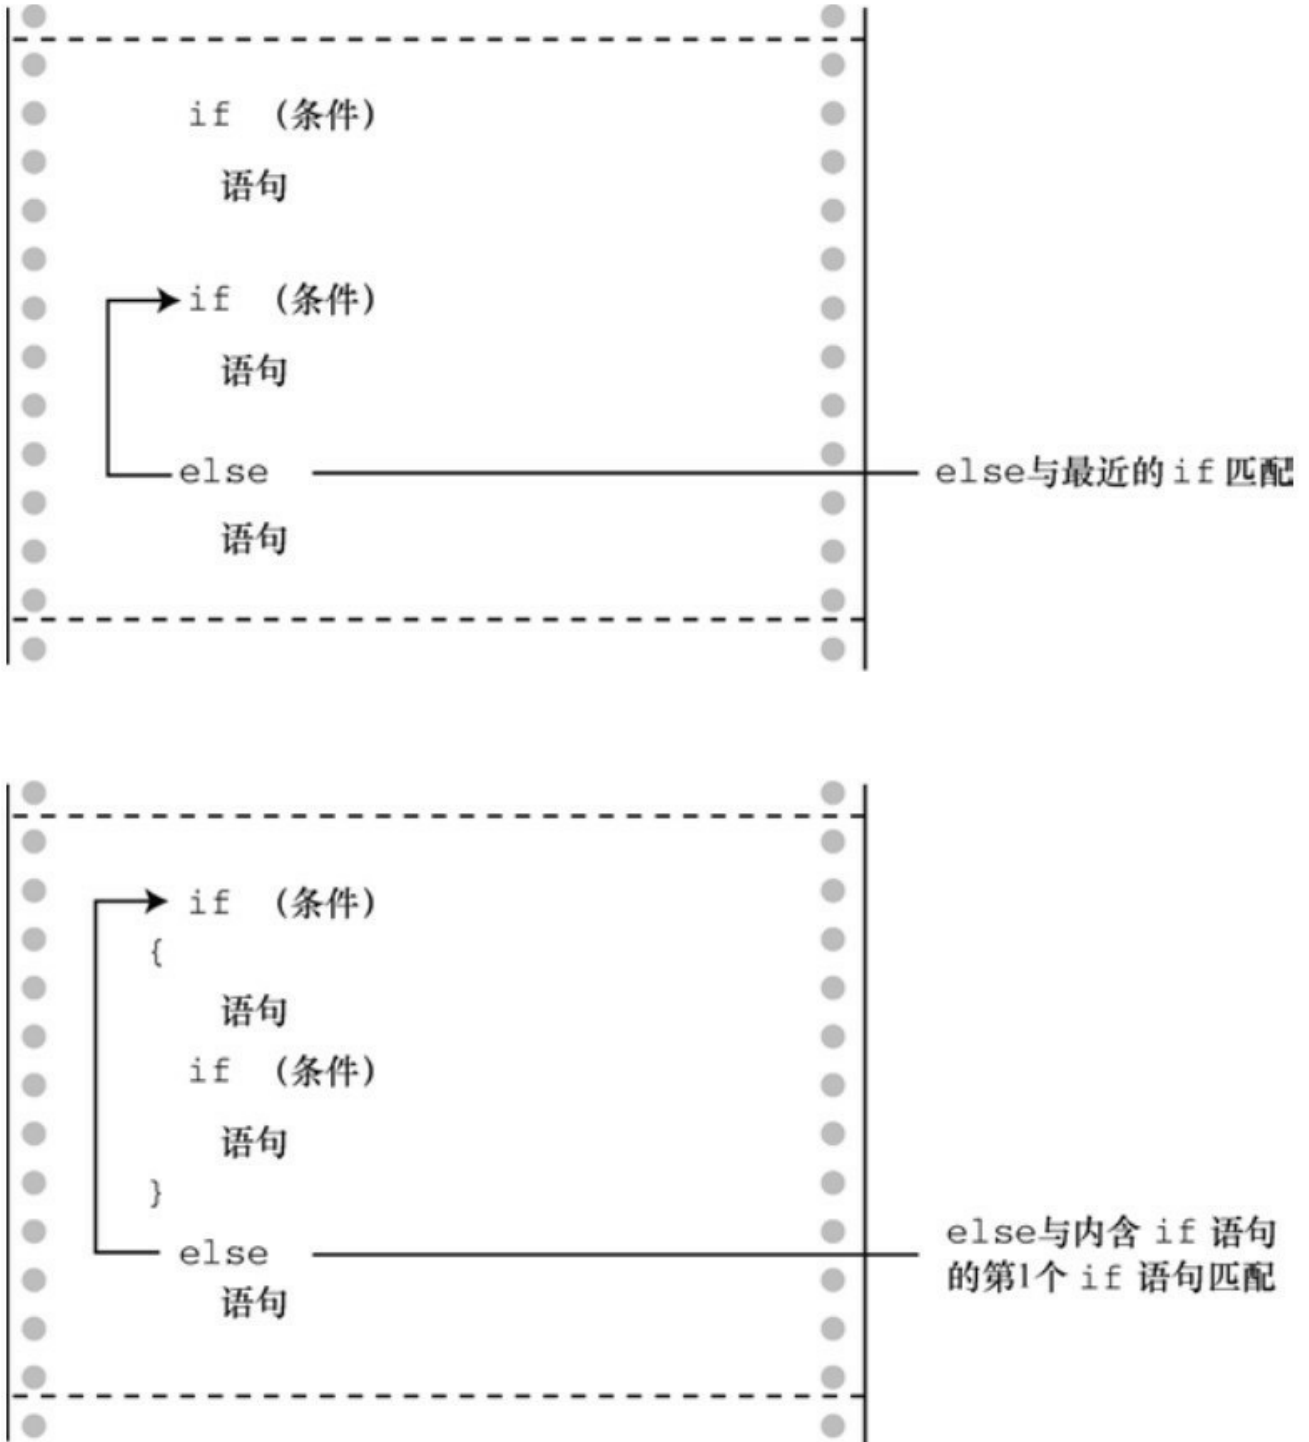 if （条件）
语句
if （条件）
语句
else
else与最近的 if 匹配
语句
if （条件）
{
语句
if （条件）
语句
}
else
else与内含 if 语句
的第1个 if 语句匹配
语句